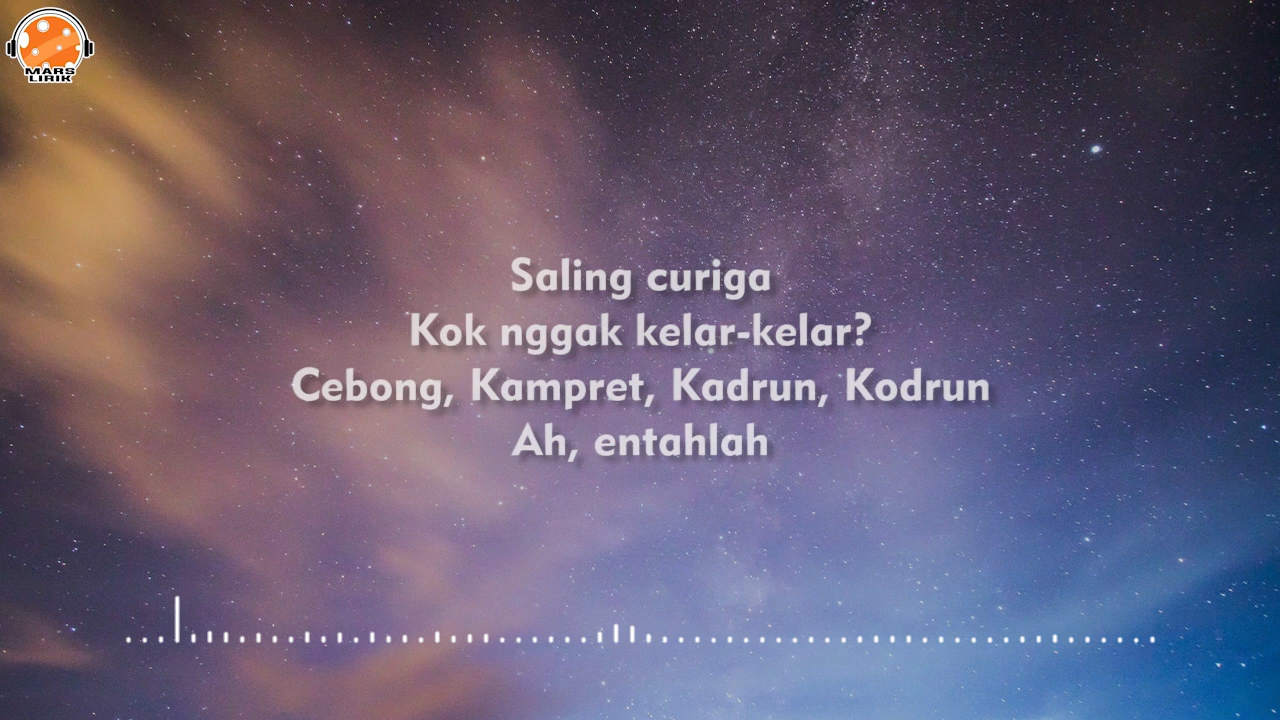 MARS
LIRIK
Saling curiga
Kok nggak kelar-kelar?
Cebong, Kampret, Kadrun, Kodrun
Ah, entahlah